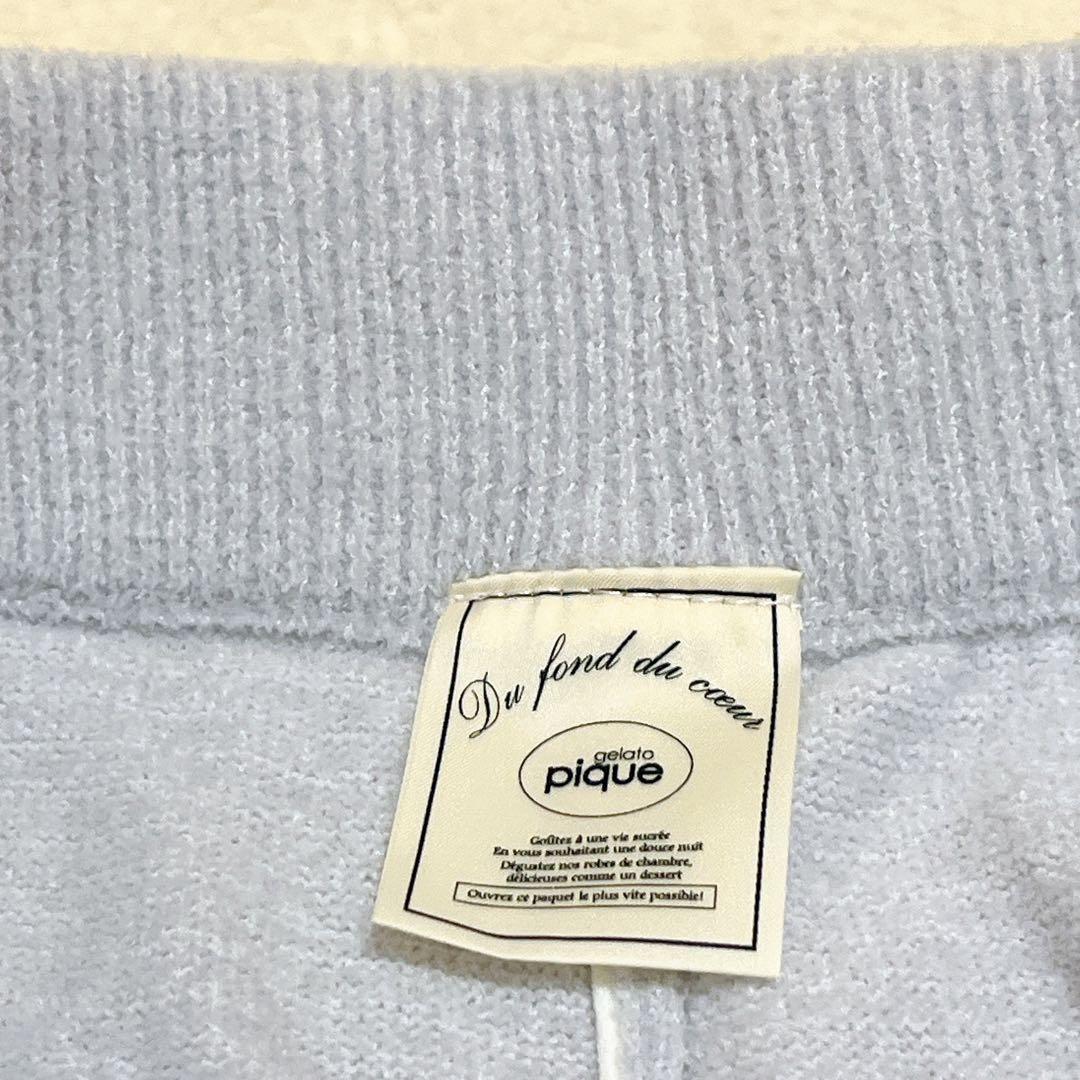 Du fond du cœur
gelato
pique
Goûtez à une vie sucrée
En vous souhaitant une douce nuit
Dégustez nos robes de chambre,
délicieuses comme un dessert
Ouvrez ce paquet le plus vite possible!